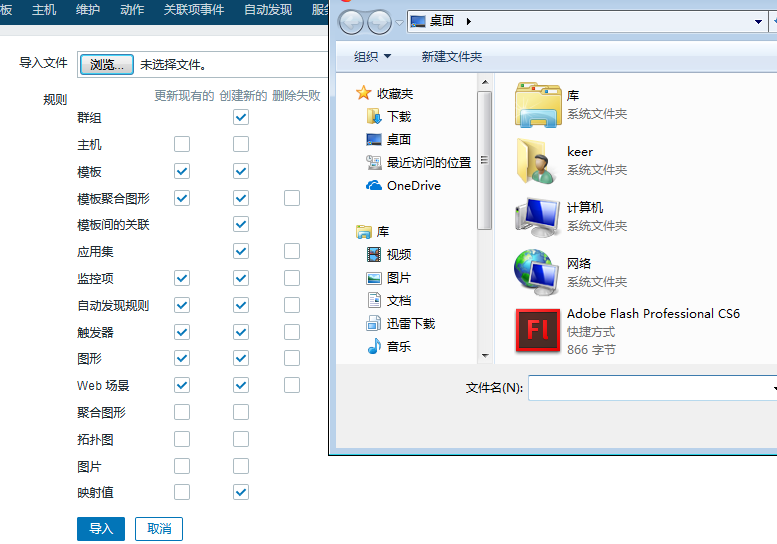 板 主机 维护 动作 关联项事件 自动发现 服务
导入文件 浏览... 未选择文件。
规则 更新现有的 创建新的 删除失败
群组
主机
模板
模板聚合图形
模板间的关联
应用集
监控项
自动发现规则
触发器
图形
Web 场景
聚合图形
拓扑图
图片
映射值
导入 取消
桌面
组织 新建文件夹
收藏夹
下载
桌面
最近访问的位置
OneDrive
库
视频
图片
文档
迅雷下载
音乐
库
系统文件夹
keer
系统文件夹
计算机
系统文件夹
网络
系统文件夹
Fl
Adobe Flash Professional CS6
快捷方式
866 字节
文件名(N):